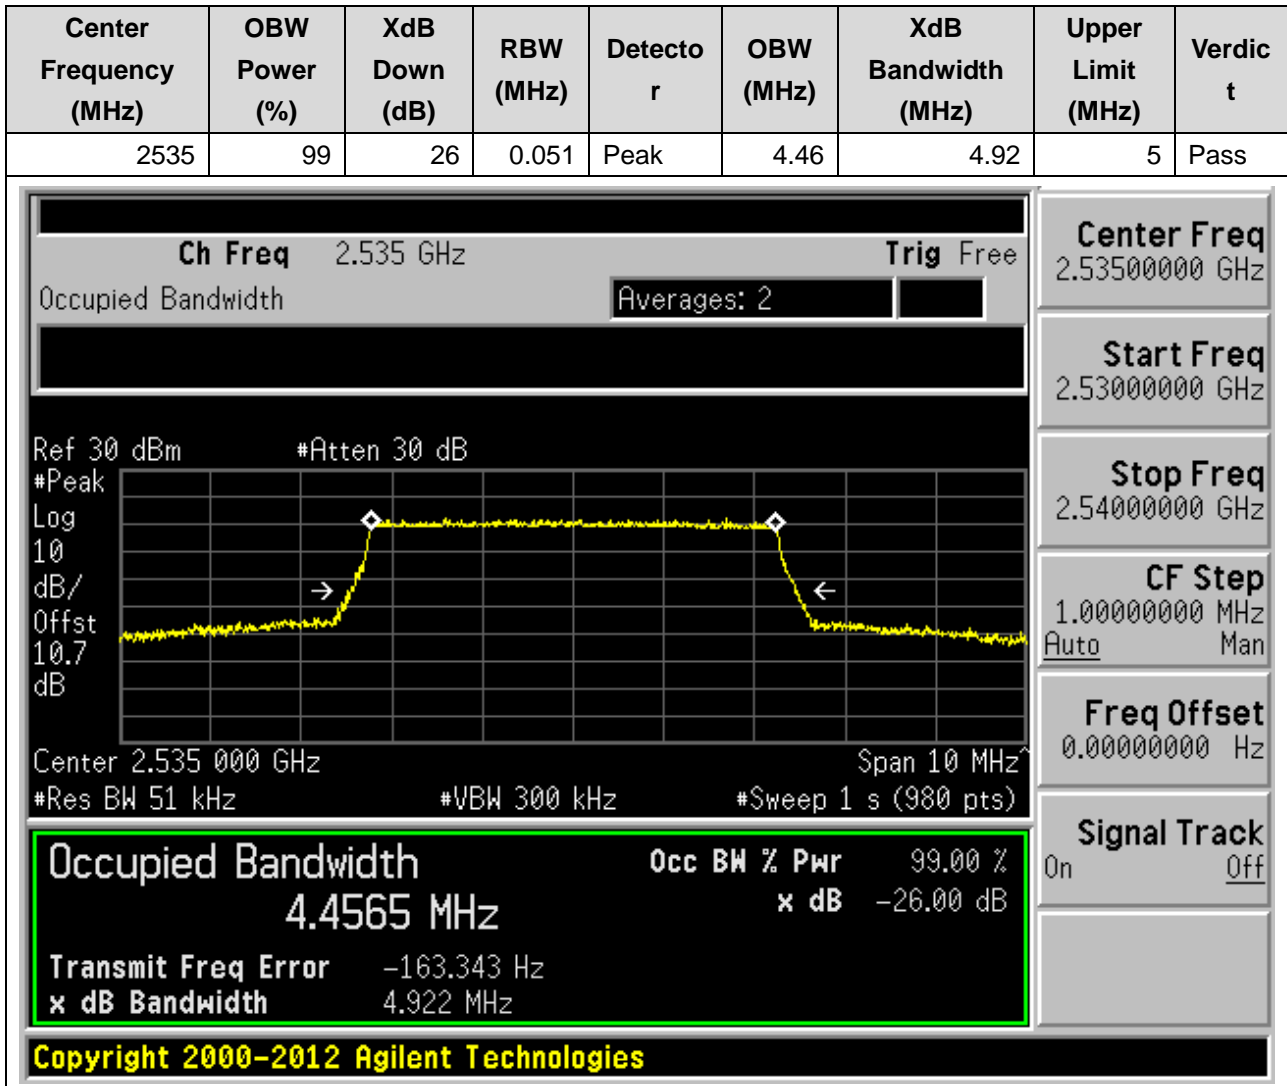 Center Frequency (MHz) OBW Power (%) XdB Down (dB) RBW (MHz) Detector OBW (MHz) XdB Bandwidth (MHz) Upper Limit (MHz) Verdict
2535 99 26 0.051 Peak 4.46 4.92 5 Pass
Ch Freq 2.535 GHz Trig Free
Occupied Bandwidth Averages: 2
Ref 30 dBm #Atten 30 dB
#Peak
Log
10
dB/
Offst
10.7
dB
Center 2.535 000 GHz Span 10 MHz^
#Res BW 51 kHz #VBW 300 kHz #Sweep 1 s (980 pts)
Occupied Bandwidth Occ BW % Pwr 99.00 %
4.4565 MHz x dB -26.00 dB
Transmit Freq Error -163.343 Hz
x dB Bandwidth 4.922 MHz
Copyright 2000-2012 Agilent Technologies
Center Freq
2.53500000 GHz
Start Freq
2.53000000 GHz
Stop Freq
2.54000000 GHz
CF Step
1.00000000 MHz
Auto Man
Freq Offset
0.00000000 Hz
Signal Track
On Off